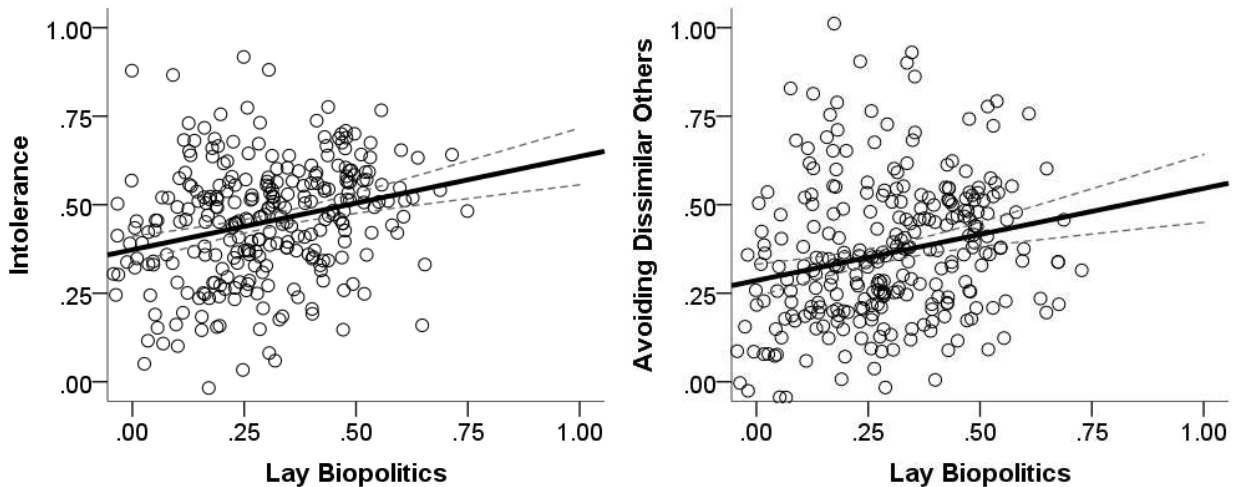 Intolerance
1.00
.75
.50
.25
.00
.00 .25 .50 .75 1.00
Lay Biopolitics
Avoiding Dissimilar Others
1.00
.75
.50
.25
.00
.00 .25 .50 .75 1.00
Lay Biopolitics